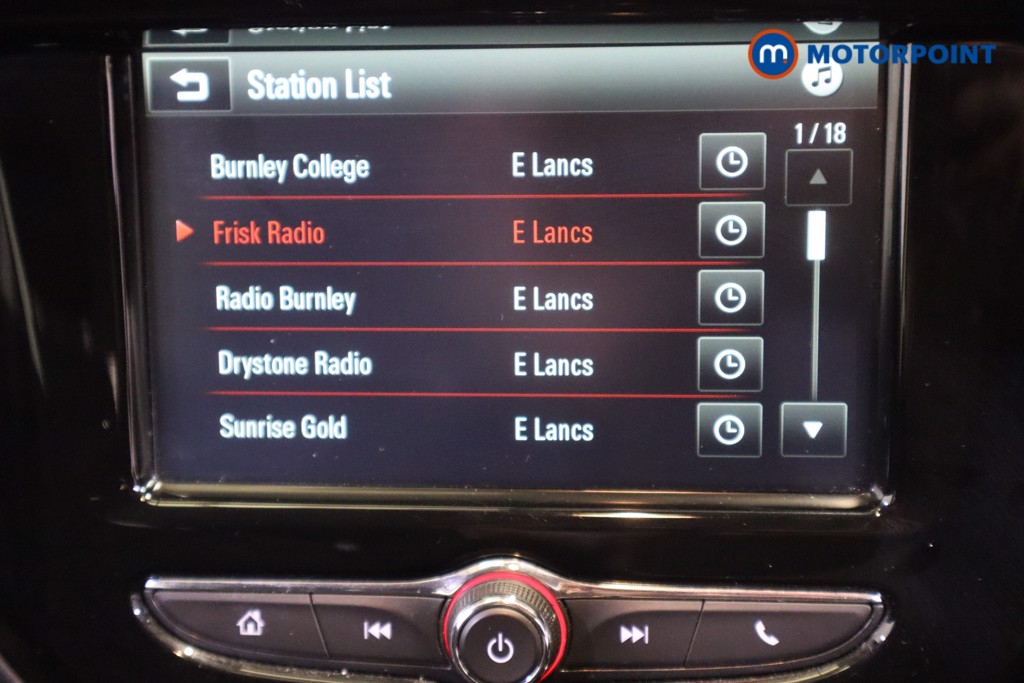 MOTORPOINT
Station List
1/18
Burnley College E Lancs
Frisk Radio E Lancs
Radio Burnley E Lancs
Drystone Radio E Lancs
Sunrise Gold E Lancs